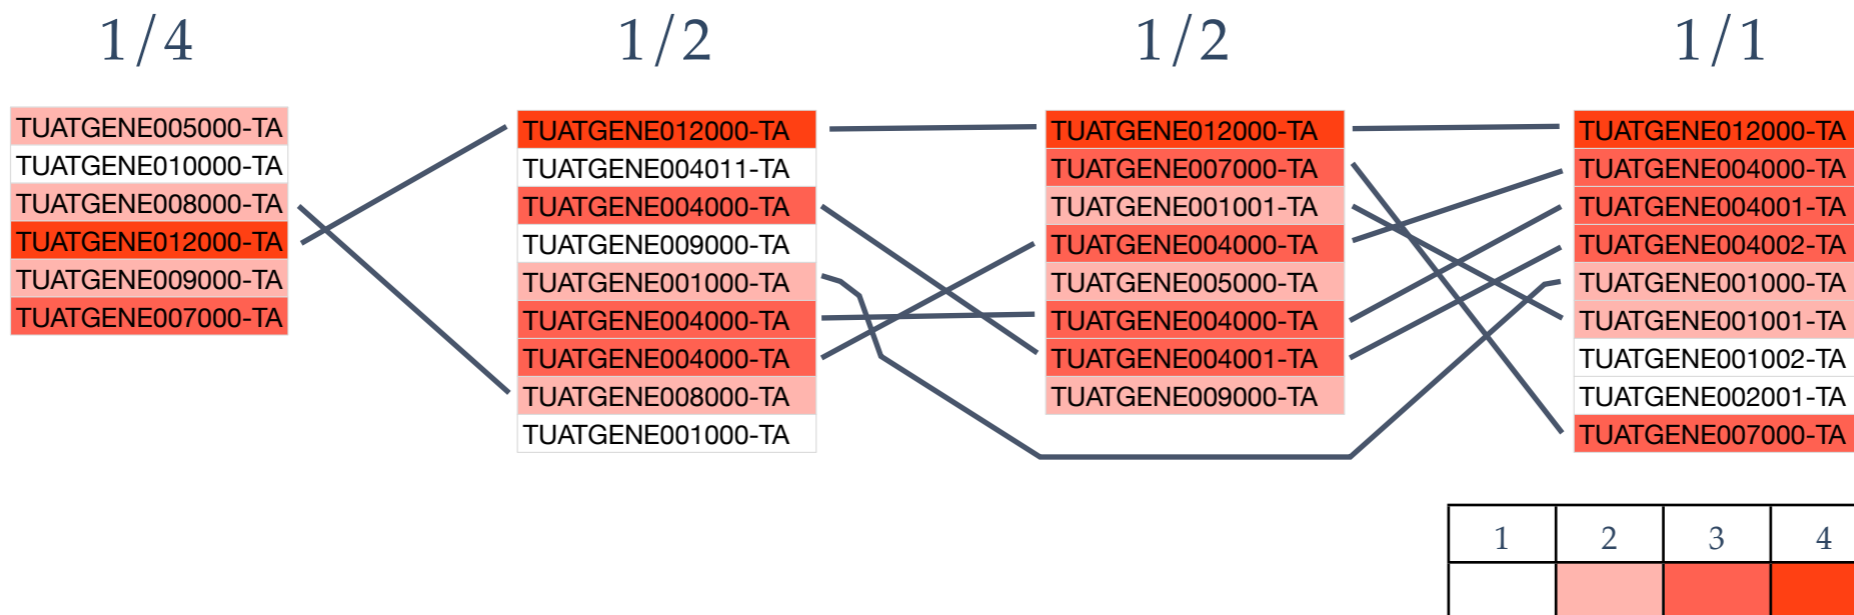 1/4
1/2
1/2
1/1
TUATGENE005000-TA
TUATGENE010000-TA
TUATGENE008000-TA
TUATGENE012000-TA
TUATGENE009000-TA
TUATGENE007000-TA
TUATGENE012000-TA
TUATGENE004011-TA
TUATGENE004000-TA
TUATGENE009000-TA
TUATGENE001000-TA
TUATGENE004000-TA
TUATGENE004000-TA
TUATGENE008000-TA
TUATGENE001000-TA
TUATGENE012000-TA
TUATGENE007000-TA
TUATGENE001001-TA
TUATGENE004000-TA
TUATGENE005000-TA
TUATGENE004000-TA
TUATGENE004001-TA
TUATGENE009000-TA
TUATGENE012000-TA
TUATGENE004000-TA
TUATGENE004001-TA
TUATGENE004002-TA
TUATGENE001000-TA
TUATGENE001001-TA
TUATGENE001002-TA
TUATGENE002001-TA
TUATGENE007000-TA
1 2 3 4